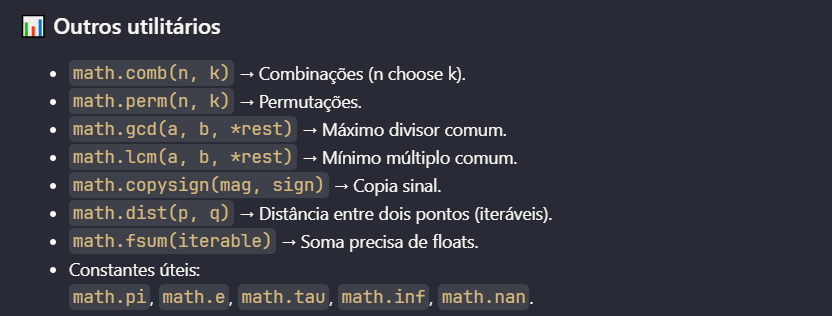 📊 Outros utilitários
• math.comb(n, k) → Combinações (n choose k).
• math.perm(n, k) → Permutações.
• math.gcd(a, b, *rest) → Máximo divisor comum.
• math.lcm(a, b, *rest) → Mínimo múltiplo comum.
• math.copysign(mag, sign) → Copia sinal.
• math.dist(p, q) → Distância entre dois pontos (iteráveis).
• math.fsum(iterable) → Soma precisa de floats.
• Constantes úteis:
math.pi, math.e, math.tau, math.inf, math.nan.